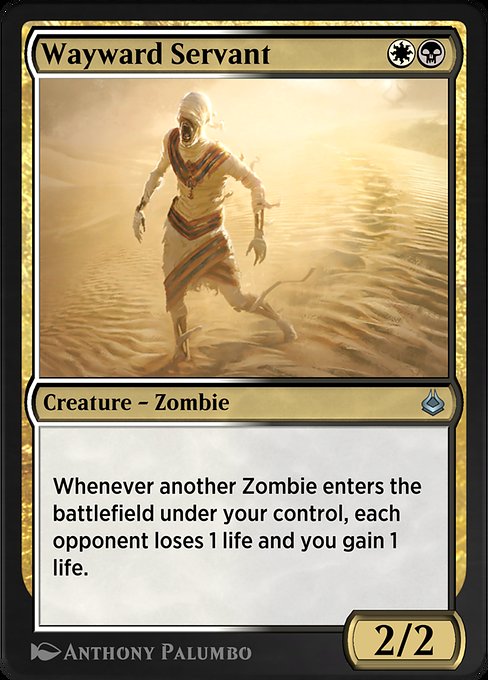 Wayward Servant
Creature – Zombie
Whenever another Zombie enters the
battlefield under your control, each
opponent loses 1 life and you gain 1
life.
2/2
Anthony Palumbo